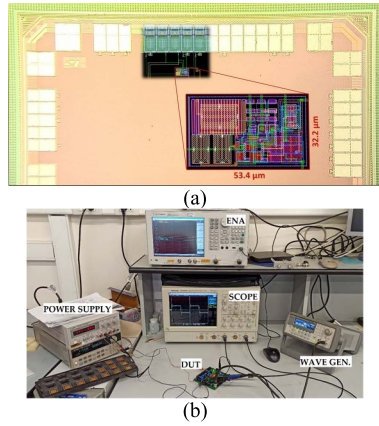 32.2 μm
53.4 μm
(a)
ENA
SCOPE
POWER SUPPLY
DUT
WAVE GEN.
(b)